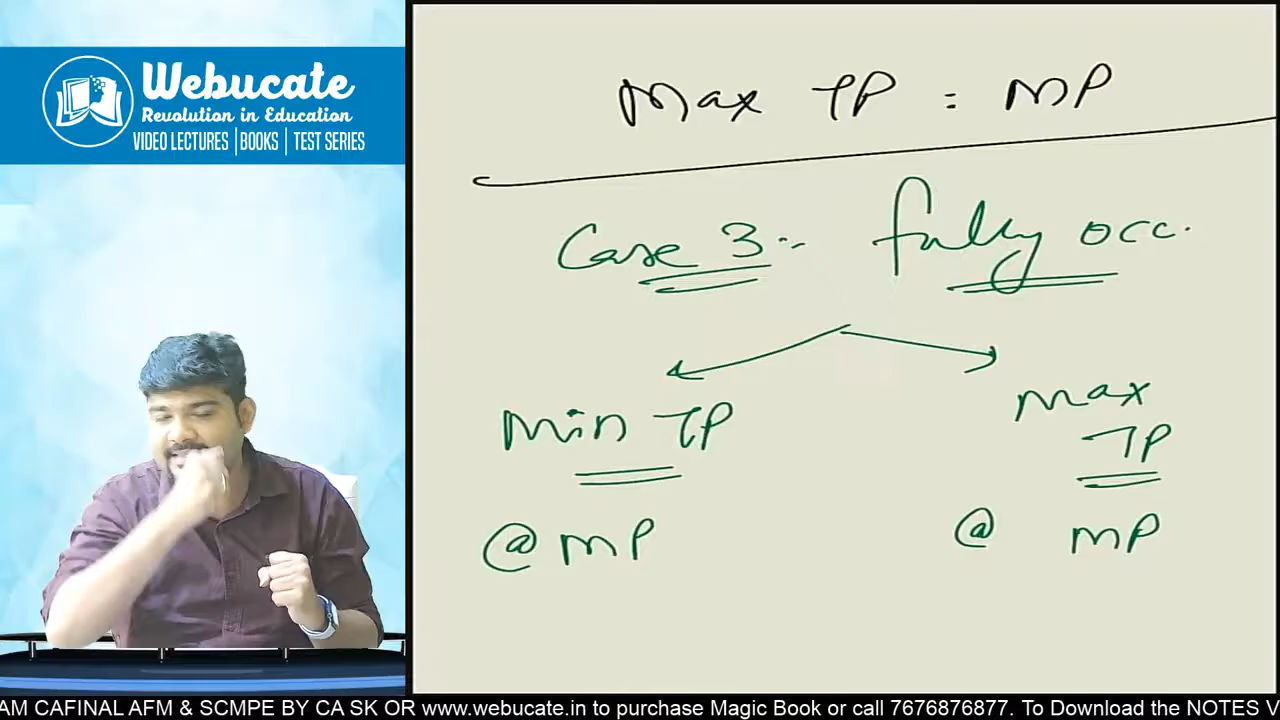 Webucate
Revolution in Education
VIDEO LECTURES | BOOKS | TEST SERIES
Max TP = MP
Case 3:- fully occ.
Min TP
Max
TP
@ MP
@ MP
AM CAFINAL AFM & SCMPE BY CA SK OR www.webucate.in to purchase Magic Book or call 7676876877. To Download the NOTES V